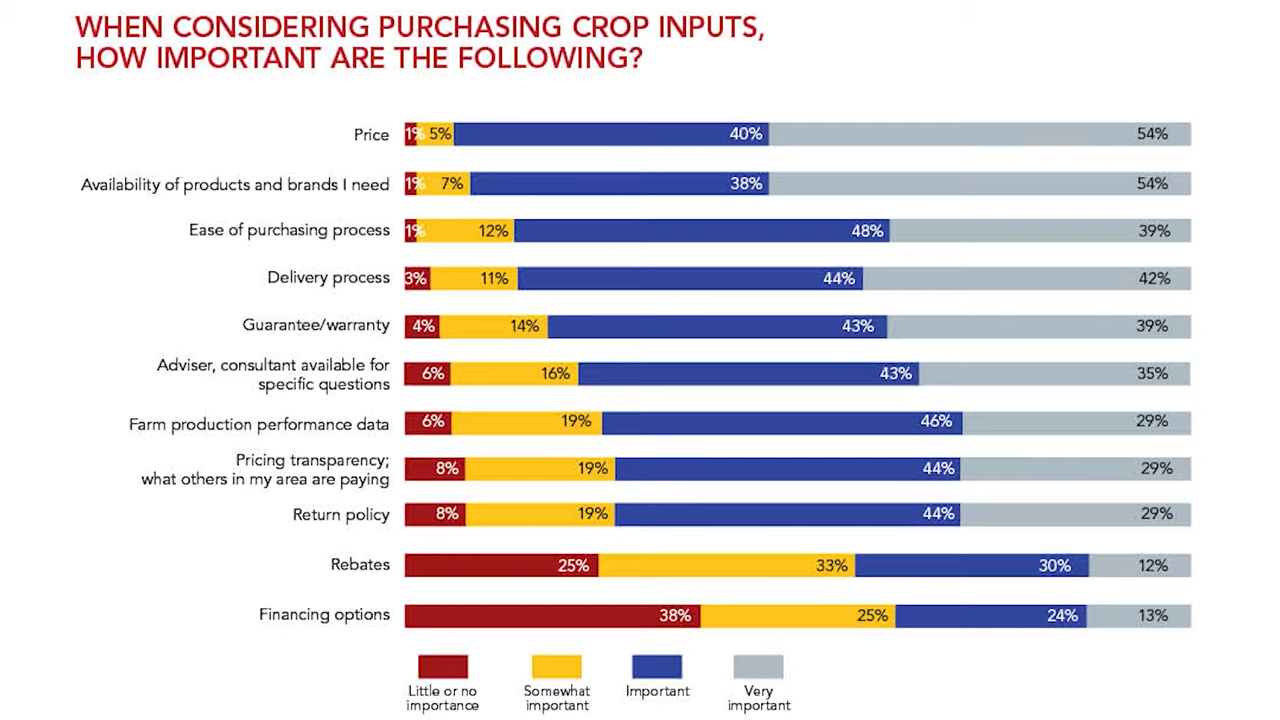 WHEN CONSIDERING PURCHASING CROP INPUTS,
HOW IMPORTANT ARE THE FOLLOWING?
Price 1% 5% 40% 54%
Availability of products and brands I need 1% 7% 38% 54%
Ease of purchasing process 1% 12% 48% 39%
Delivery process 3% 11% 44% 42%
Guarantee/warranty 4% 14% 43% 39%
Adviser, consultant available for
specific questions 6% 16% 43% 35%
Farm production performance data 6% 19% 46% 29%
Pricing transparency;
what others in my area are paying 8% 19% 44% 29%
Return policy 8% 19% 44% 29%
Rebates 25% 33% 30% 12%
Financing options 38% 25% 24% 13%
Little or no
importance
Somewhat
important
Important
Very
important